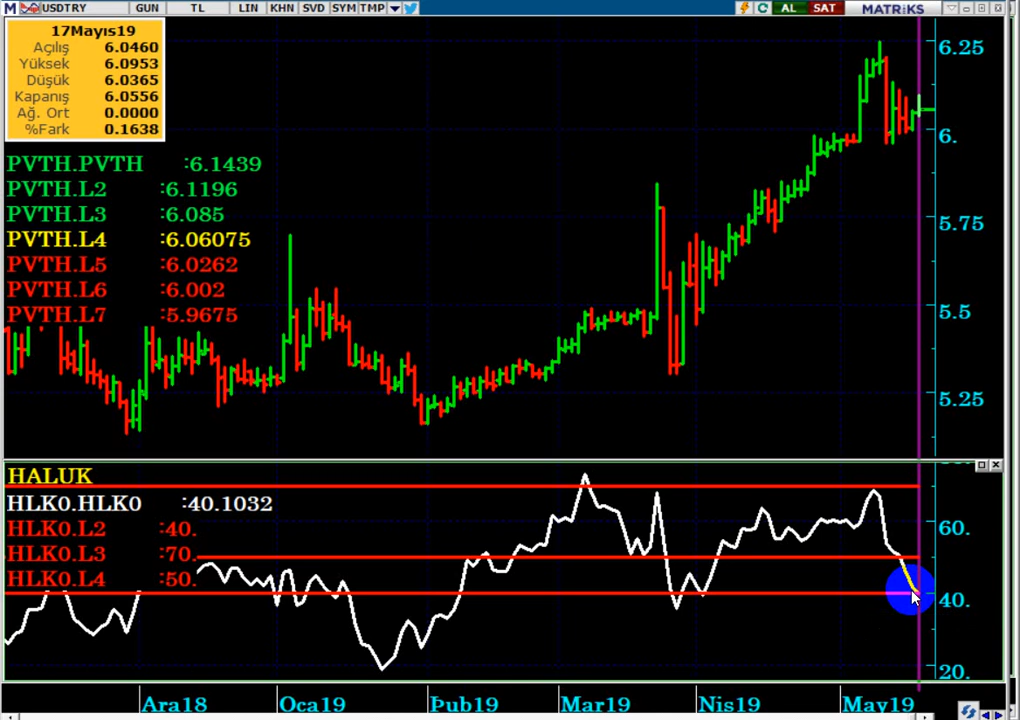 M USDTRY GUN TL LIN KHN SVD SYM TMP AL SAT MATRiKS
17Mayıs19
Açılış 6.0460
Yüksek 6.0953
Düşük 6.0365
Kapanış 6.0556
Ağ. Ort 0.0000
%Fark 0.1638
6.25
6.
5.75
5.5
5.25
PVTH.PVTH :6.1439
PVTH.L2 :6.1196
PVTH.L3 :6.085
PVTH.L4 :6.06075
PVTH.L5 :6.0262
PVTH.L6 :6.002
PVTH.L7 :5.9675
HALUK
HLK0.HLK0 :40.1032
HLK0.L2 :40.
HLK0.L3 :70.
HLK0.L4 :50.
60.
40.
20.
Ara18 Oca19 Þub19 Mar19 Nis19 May19